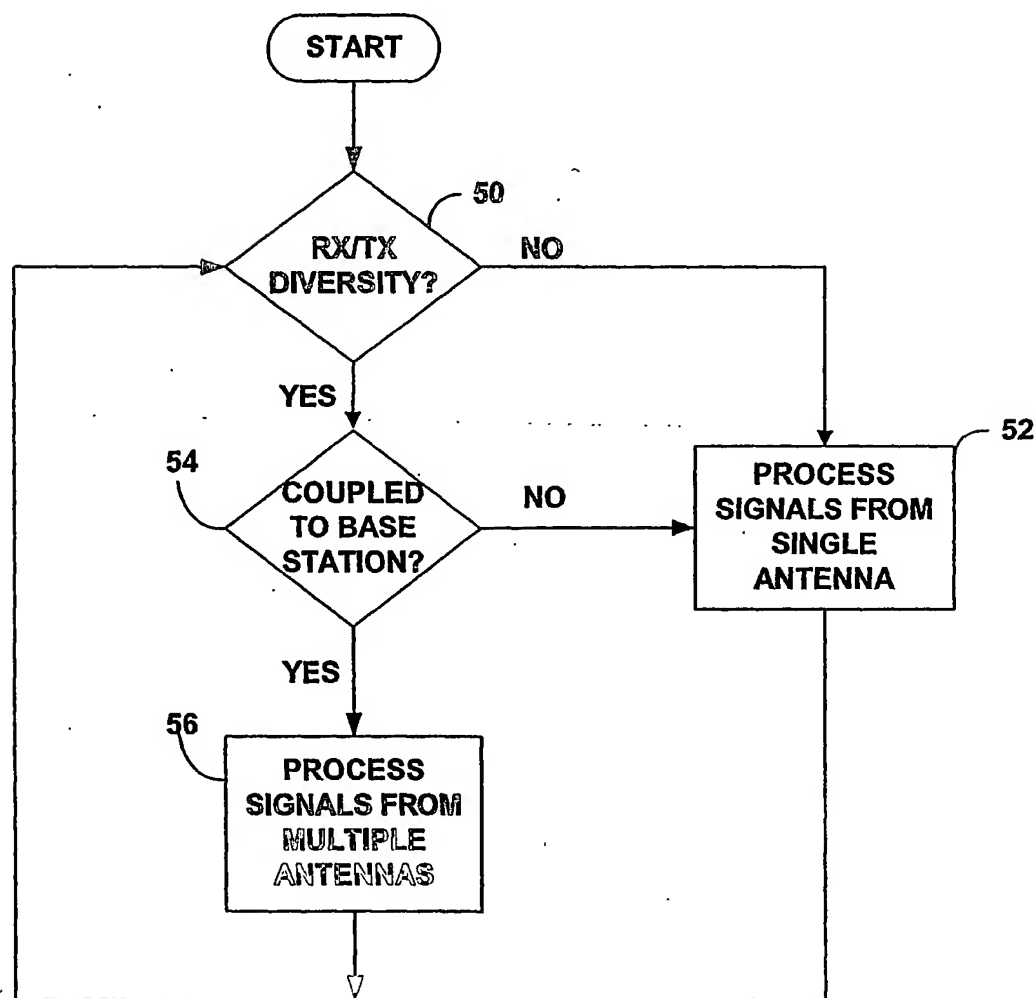 START
50
RX/TX
DIVERSITY?
NO
YES
54
COUPLED
TO BASE
STATION?
NO
52
PROCESS
SIGNALS FROM
SINGLE
ANTENNA
YES
56
PROCESS
SIGNALS FROM
MULTIPLE
ANTENNAS